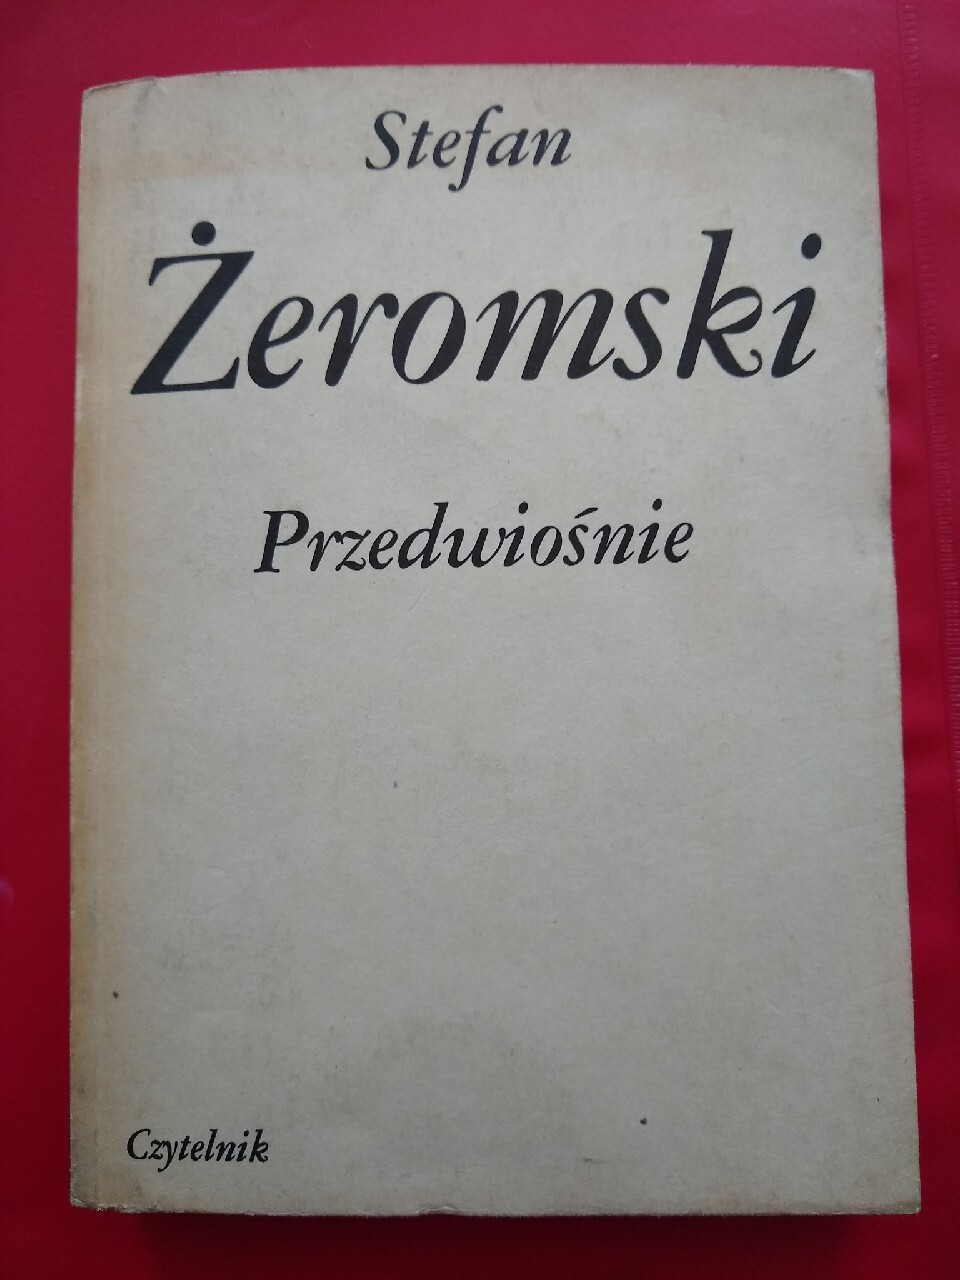 Stefan
Żeromski
Przedwiośnie
Czytelnik